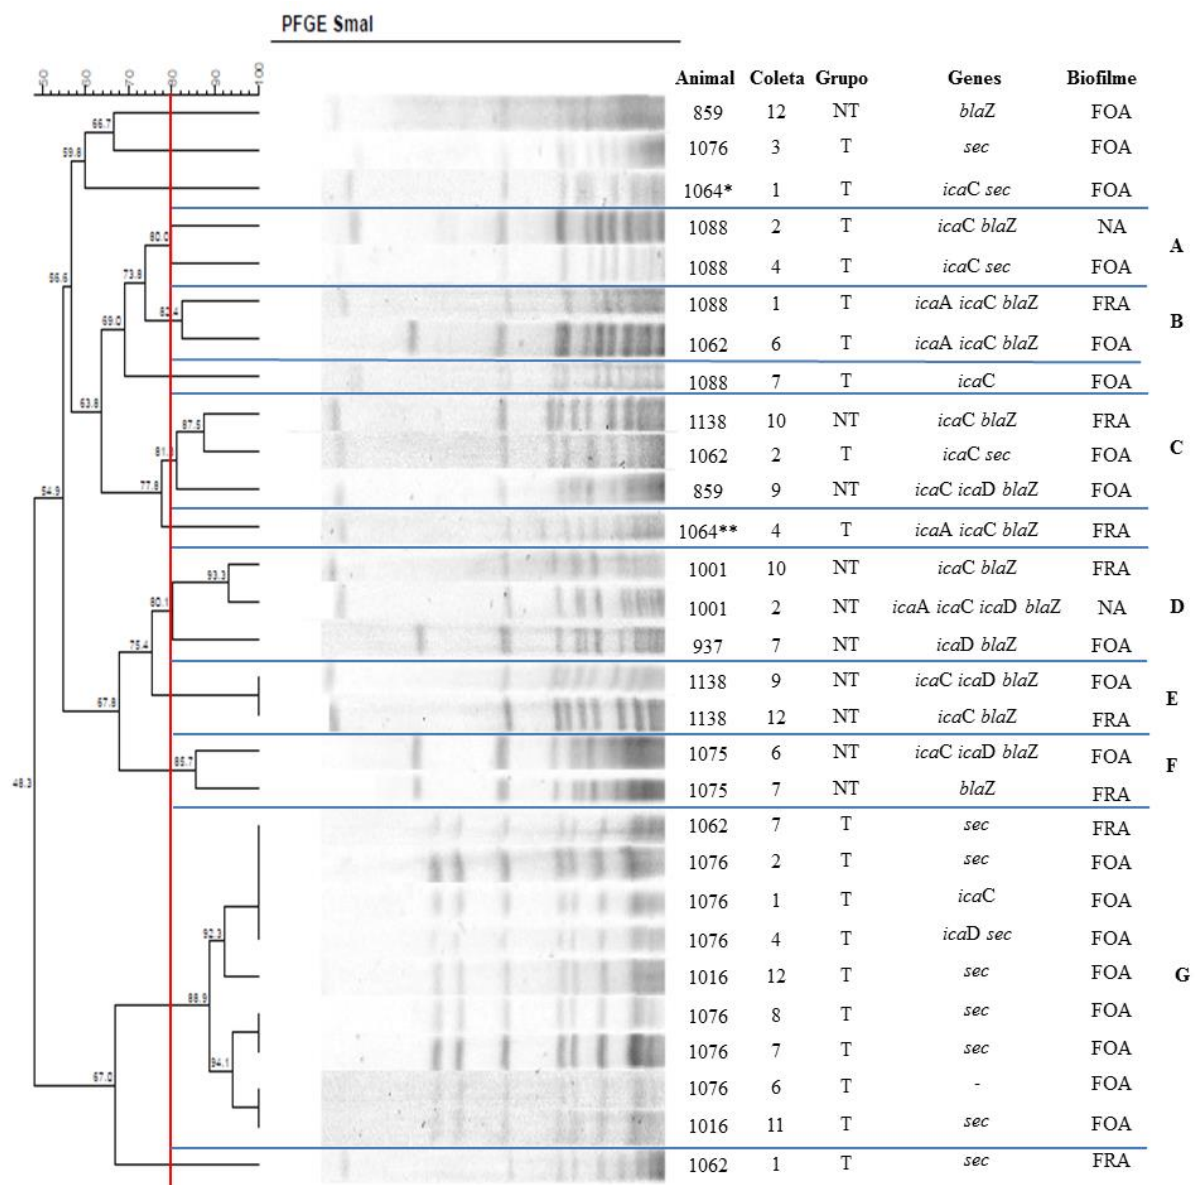 PFGE SmaI
50 60 70 80 90 100
Animal Coleta Grupo Genes Biofilme
859 12 NT blaZ FOA
66.7
1076 3 T sec FOA
59.8
1064* 1 T icaC sec FOA
1088 2 T icaC blaZ NA
80.0
A
1088 4 T icaC sec FOA
56.6 73.8
1088 1 T icaA icaC blaZ FRA
82.4
B
69.0
1062 6 T icaA icaC blaZ FOA
1088 7 T icaC FOA
63.8
1138 10 NT icaC blaZ FRA
87.5
C
1062 2 T icaC sec FOA
77.8
859 9 NT icaC icaD blaZ FOA
54.9
1064** 4 T icaA icaC blaZ FRA
1001 10 NT icaC blaZ FRA
93.3
80.1
1001 2 NT icaA icaC icaD blaZ NA D
937 7 NT icaD blaZ FOA
75.4
1138 9 NT icaC icaD blaZ FOA
E
67.8
1138 12 NT icaC blaZ FRA
1075 6 NT icaC icaD blaZ FOA
85.7
F
48.3
1075 7 NT blaZ FRA
1062 7 T sec FRA
1076 2 T sec FOA
1076 1 T icaC FOA
92.3
1076 4 T icaD sec FOA
1016 12 T sec FOA
G
88.9
1076 8 T sec FOA
1076 7 T sec FOA
94.1
67.0
1076 6 T - FOA
1016 11 T sec FOA
1062 1 T sec FRA